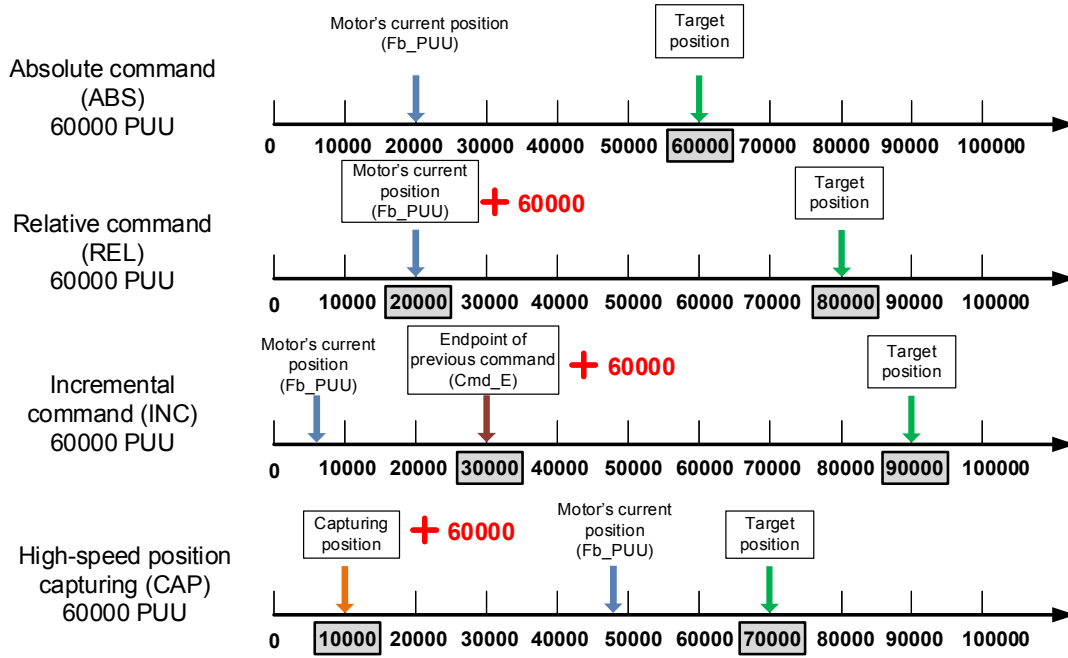 Absolute command
(ABS)
60000 PUU
Motor's current position
(Fb_PUU)
Target
position
0 10000 20000 30000 40000 50000 60000 70000 80000 90000 100000
Relative command
(REL)
60000 PUU
Motor's current
position
(Fb_PUU)
+ 60000
Target
position
0 10000 20000 30000 40000 50000 60000 70000 80000 90000 100000
Incremental
command (INC)
60000 PUU
Motor's current
position
(Fb_PUU)
Endpoint of
previous command
(Cmd_E)
+ 60000
Target
position
0 10000 20000 30000 40000 50000 60000 70000 80000 90000 100000
High-speed position
capturing (CAP)
60000 PUU
Capturing
position
+ 60000
Motor's current
position
(Fb_PUU)
Target
position
0 10000 20000 30000 40000 50000 60000 70000 80000 90000 100000